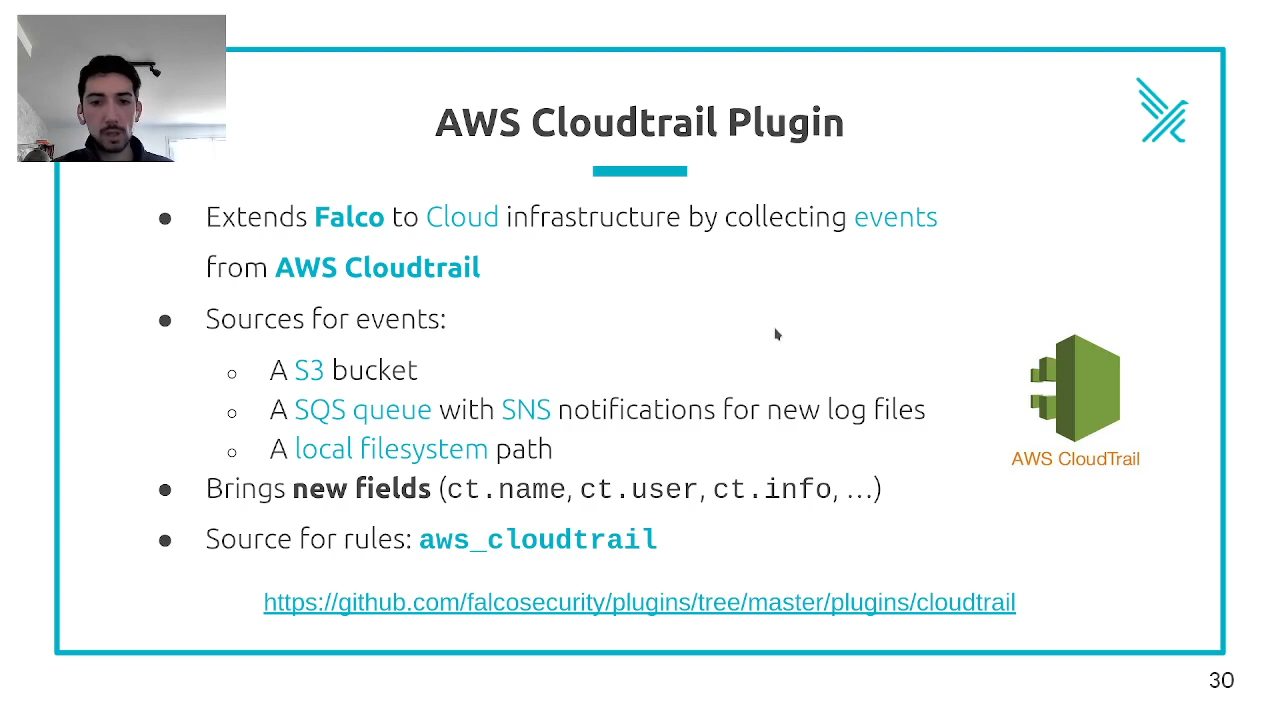 AWS Cloudtrail Plugin
● Extends Falco to Cloud infrastructure by collecting events
from AWS Cloudtrail
● Sources for events:
○ A S3 bucket
○ A SQS queue with SNS notifications for new log files
○ A local filesystem path
AWS CloudTrail
● Brings new fields (ct.name, ct.user, ct.info, ...)
● Source for rules: aws_cloudtrail
https://github.com/falcosecurity/plugins/tree/master/plugins/cloudtrail
30